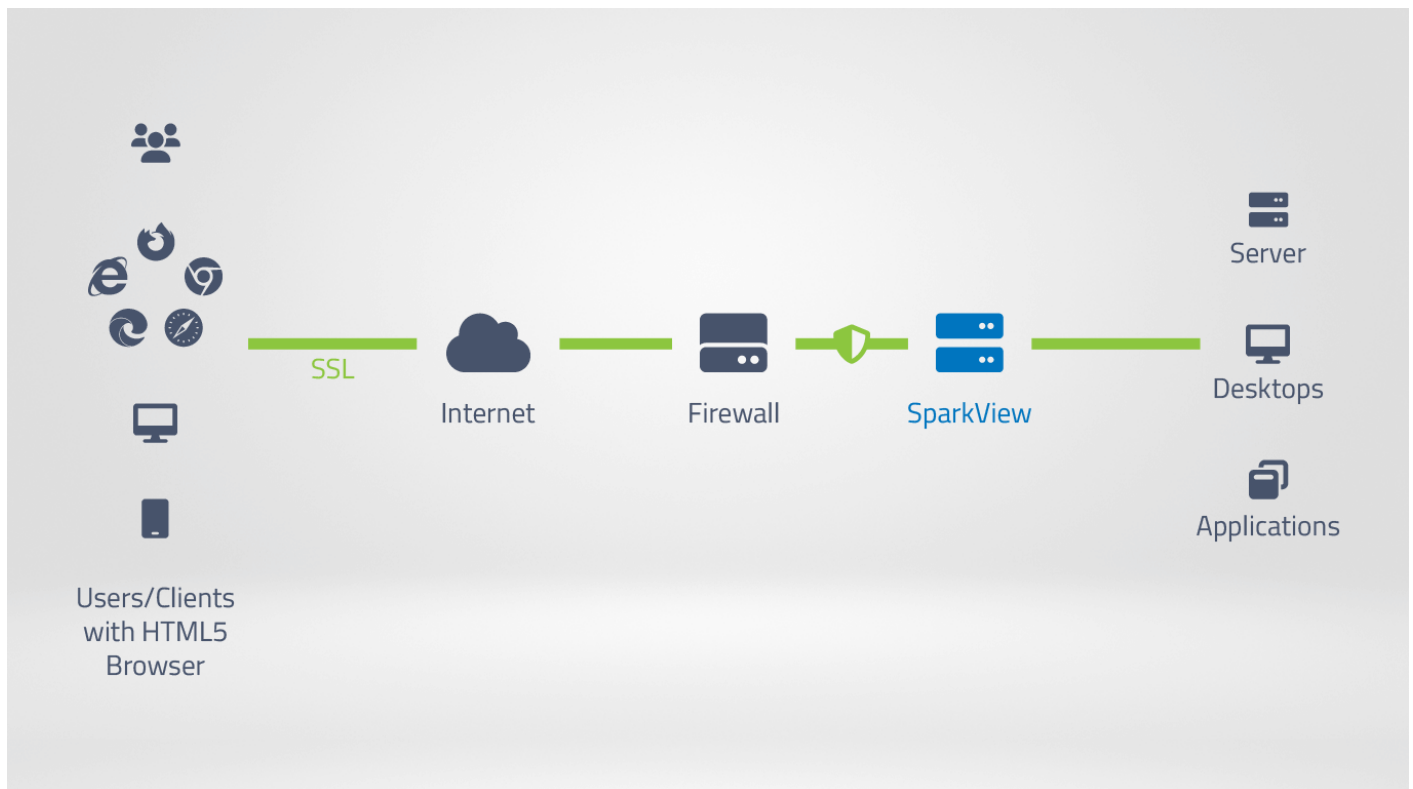 Users/Clients
with HTML5
Browser
SSL
Internet
Firewall
SparkView
Server
Desktops
Applications